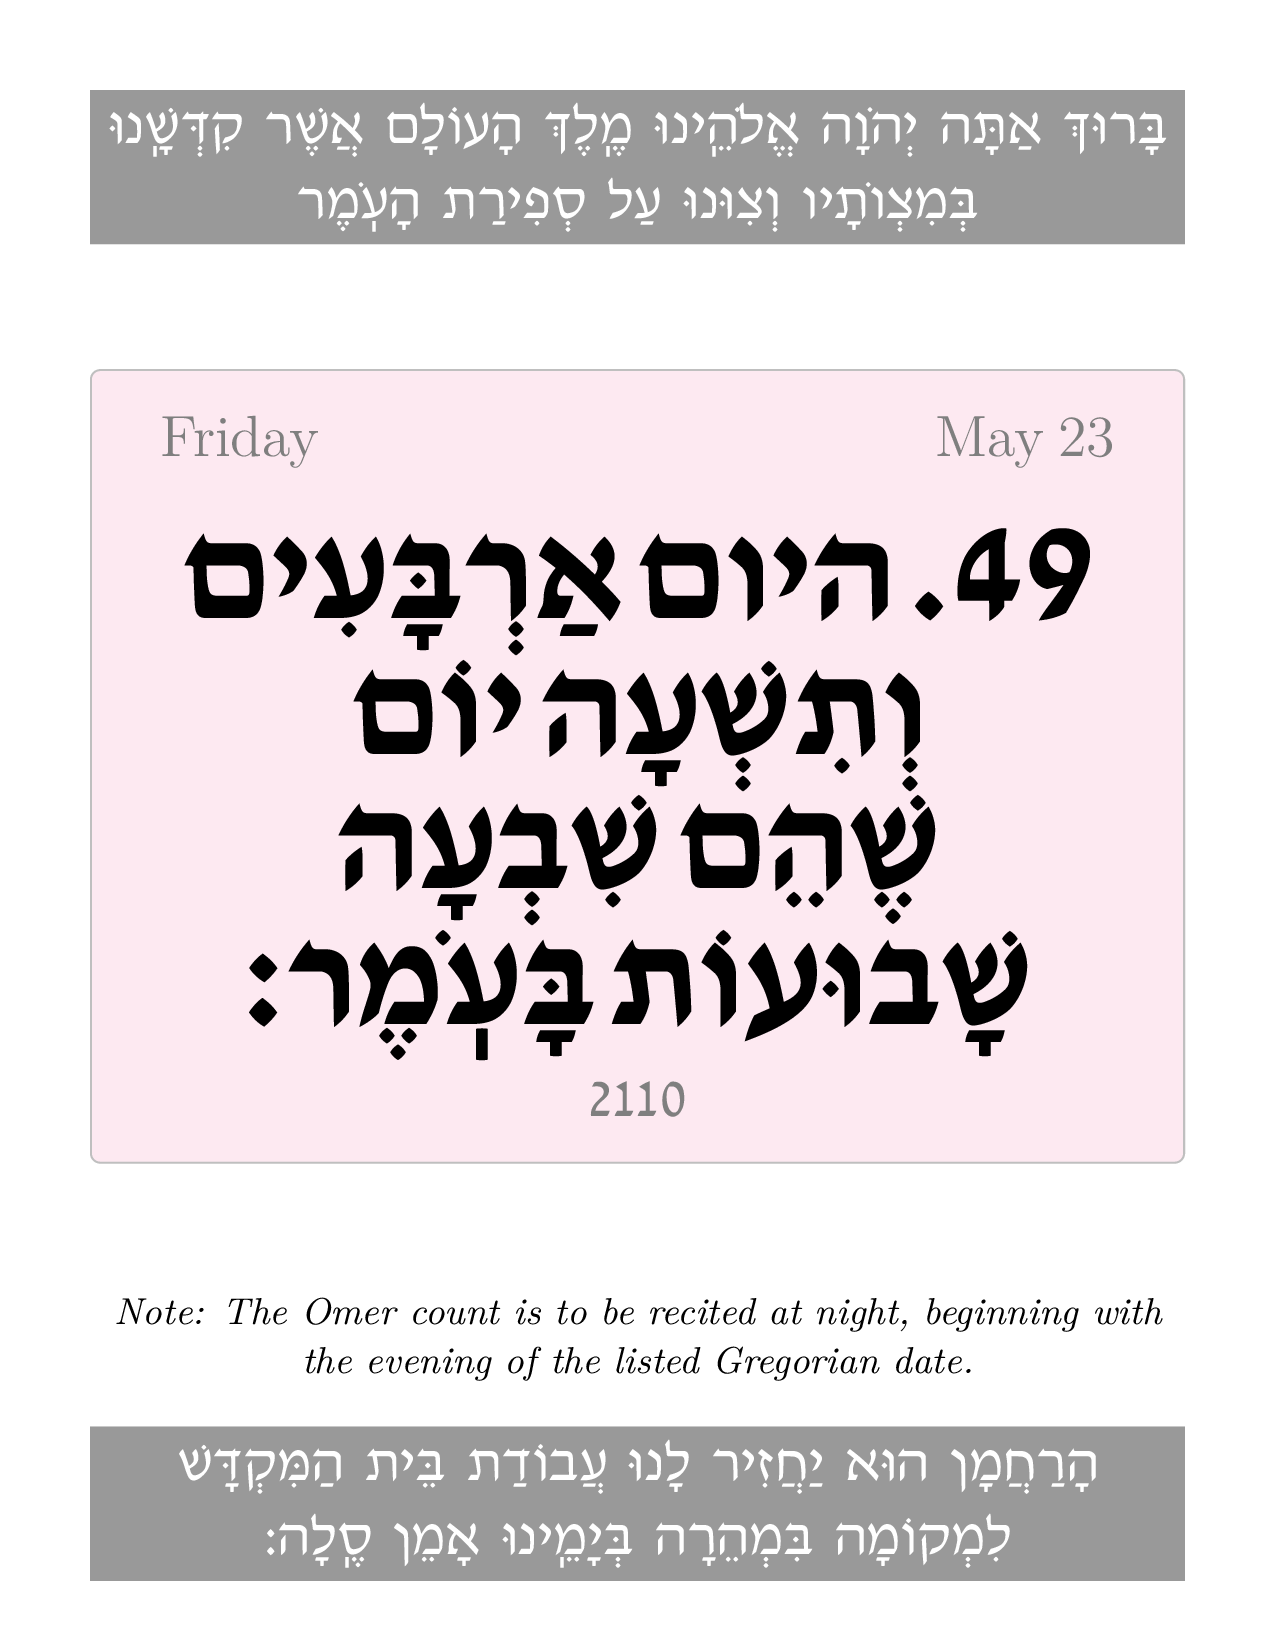 בָּרוּךְ אַתָּה יְהֹוָה אֱלֹהֵֽינוּ מֶֽלֶךְ הָעוֹלָם אֲשֶׁר קִדְּשָֽׁנוּ
בְּמִצְוֹתָיו וְצִוּנוּ עַל סְפִירַת הָעֹֽמֶר
Friday May 23
49. היום אַרְבָּעִים
וְתִשְׁעָה יוֹם
שֶׁהֵם שִׁבְעָה
שָׁבוּעוֹת בָּעֹֽמֶר:
2110
Note: The Omer count is to be recited at night, beginning with
the evening of the listed Gregorian date.
הָרַחֲמָן הוּא יַחֲזִיר לָנוּ עֲבוֹדַת בֵּית הַמִּקְדָּשׁ
לִמְקוֹמָה בִּמְהֵרָה בְּיָמֵֽינוּ אָמֵן סֶֽלָה: